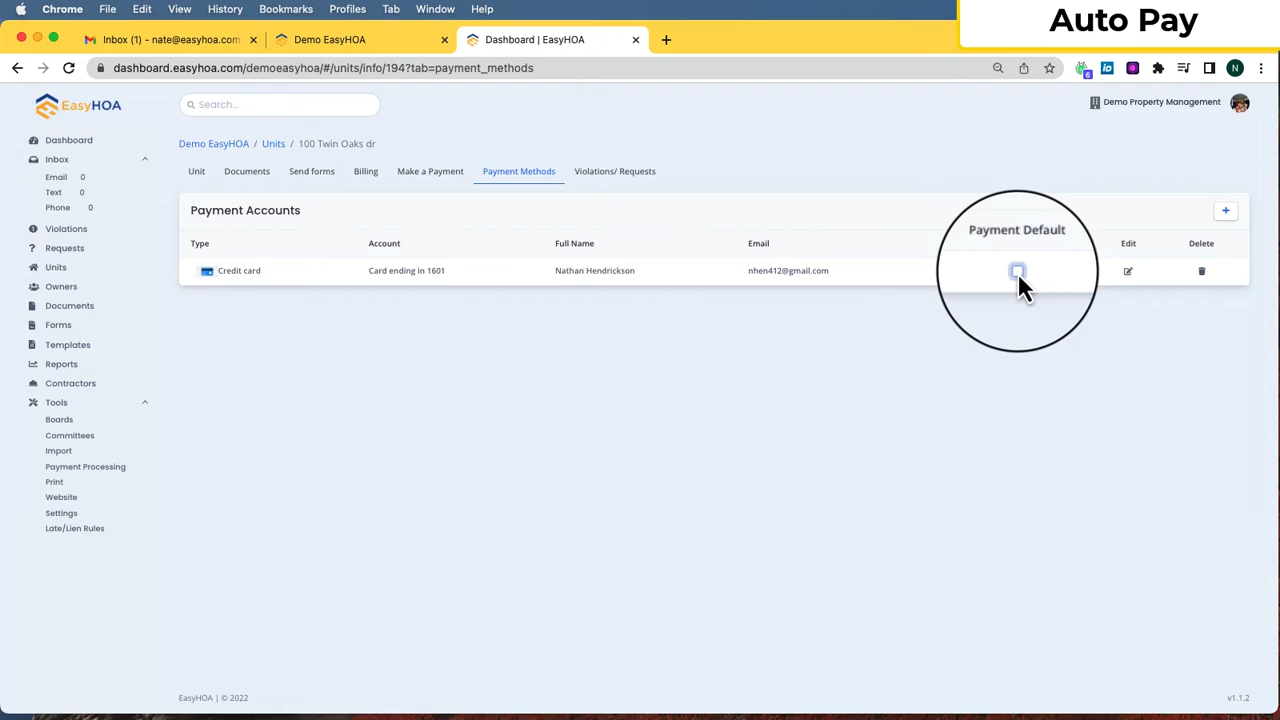 Chrome File Edit View History Bookmarks Profiles Tab Window Help
Auto Pay
Inbox (1) - nate@easyhoa.com
Demo EasyHOA
Dashboard | EasyHOA
dashboard.easyhoa.com/demoeasyhoa/#/units/info/194?tab=payment_methods
6
N
EasyHOA
Search...
Demo Property Management
Demo EasyHOA / Units / 100 Twin Oaks dr
Unit Documents Send forms Billing Make a Payment Payment Methods Violations/ Requests
Dashboard
Inbox
Email 0
Text 0
Phone 0
Violations
Requests
Units
Owners
Documents
Forms
Templates
Reports
Contractors
Tools
Boards
Committees
Import
Payment Processing
Print
Website
Settings
Late/Lien Rules
Payment Accounts
Type Account Full Name Email Payment Default Edit Delete
Credit card Card ending in 1601 Nathan Hendrickson nhen412@gmail.com
EasyHOA | © 2022
v1.1.2